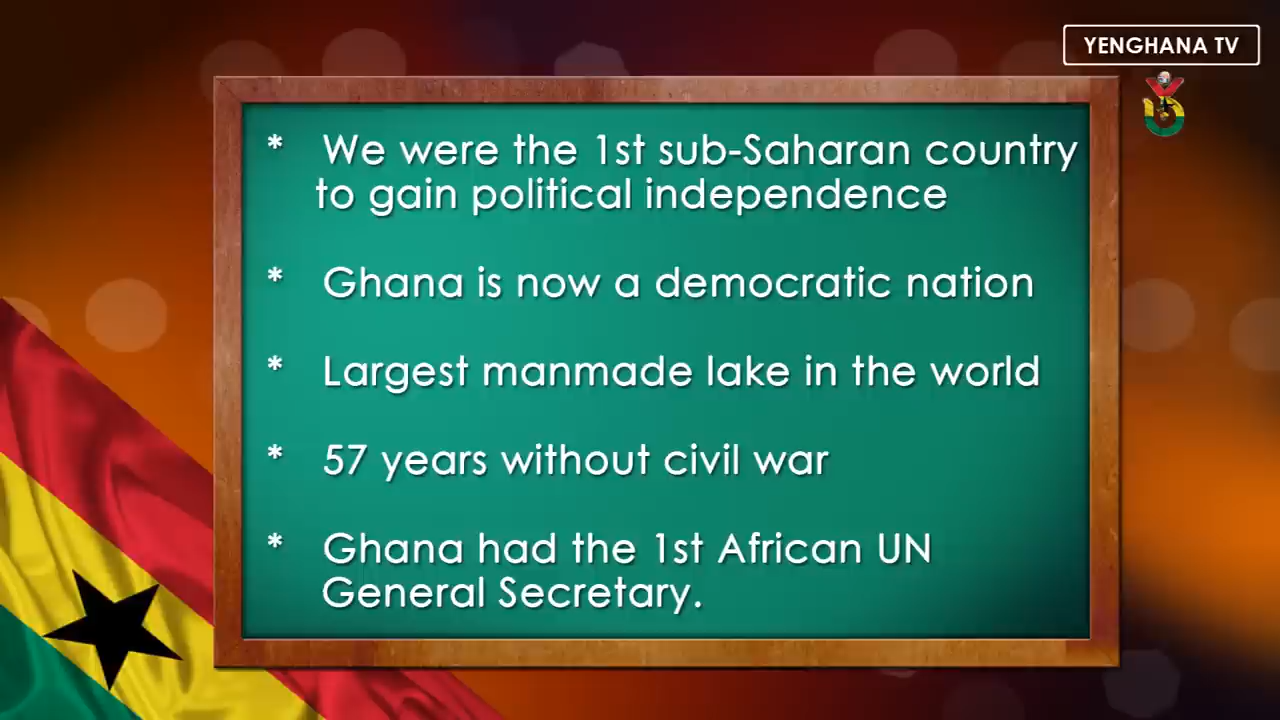 YENGHANA TV
* We were the 1st sub-Saharan country
to gain political independence
* Ghana is now a democratic nation
* Largest manmade lake in the world
* 57 years without civil war
* Ghana had the 1st African UN
General Secretary.